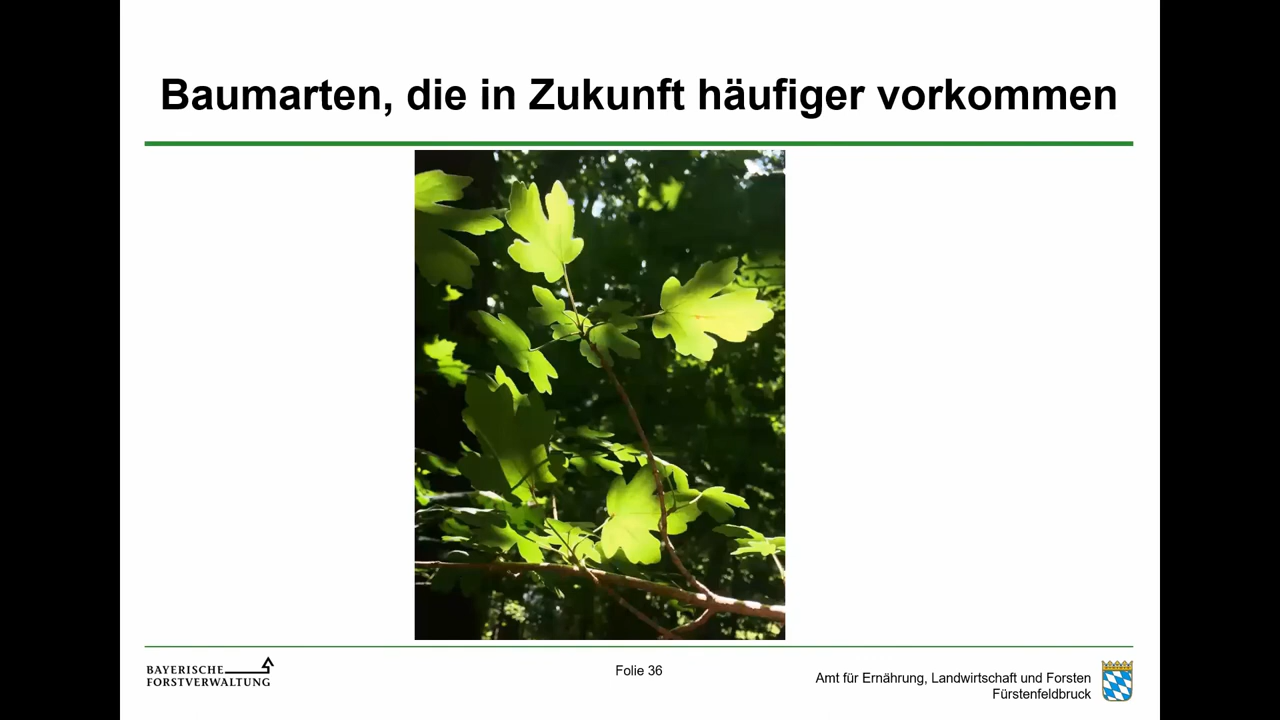 Baumarten, die in Zukunft häufiger vorkommen
BAYERISCHE
FORSTVERWALTUNG
Folie 36
Amt für Ernährung, Landwirtschaft und Forsten
Fürstenfeldbruck